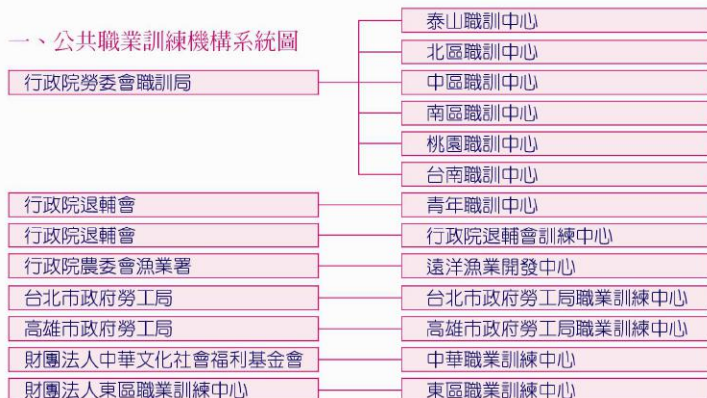 一、公共職業訓練機構系統圖
行政院勞委會職訓局
泰山職訓中心
北區職訓中心
中區職訓中心
南區職訓中心
桃園職訓中心
台南職訓中心
行政院退輔會
青年職訓中心
行政院退輔會
行政院退輔會訓練中心
行政院農委會漁業署
遠洋漁業開發中心
台北市政府勞工局
台北市政府勞工局職業訓練中心
高雄市政府勞工局
高雄市政府勞工局職業訓練中心
財團法人中華文化社會福利基金會
中華職業訓練中心
財團法人東區職業訓練中心
東區職業訓練中心